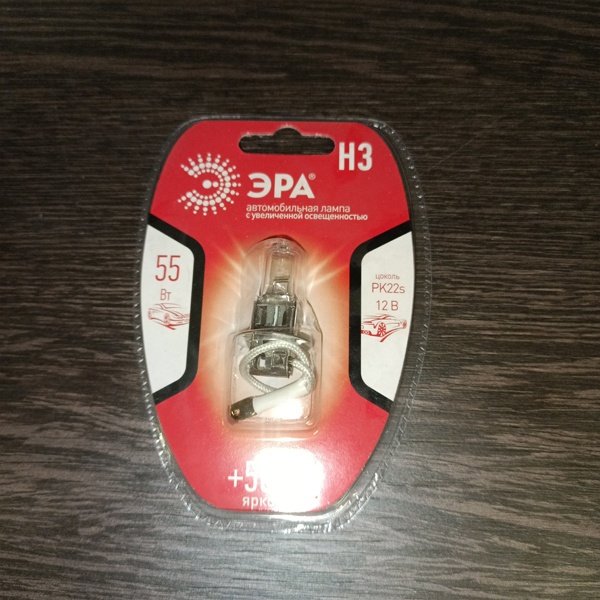 H3
ЭРА®
автомобильная лампа
с увеличенной освещенностью
55
Вт
цоколь
PK22s
12 В